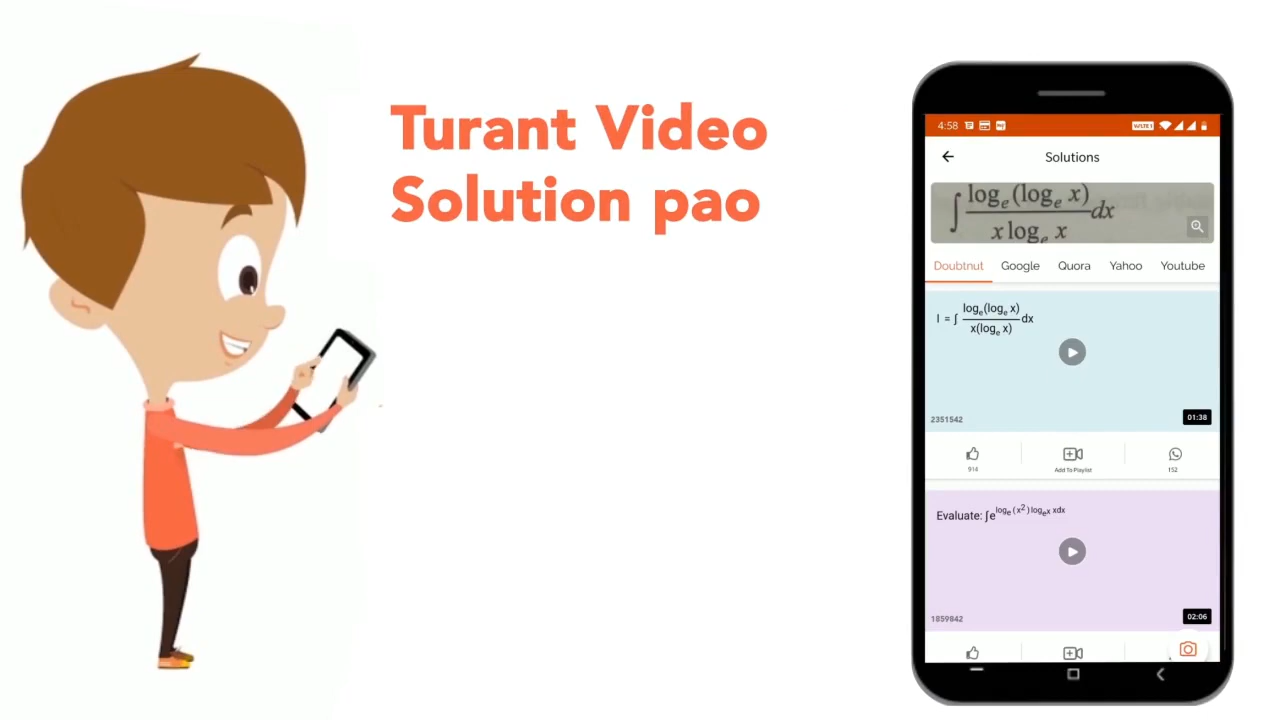 Turant Video
Solution pao
4:58
VoLTE1
Solutions
∫ logₑ(logₑ x) / x logₑ x dx
Doubtnut Google Quora Yahoo Youtube
I = ∫ logₑ(logₑ x) / x(logₑ x) dx
2351542 01:38
914 Add To Playlist 152
Evaluate: ∫e^logₑ(x²)logₑx xdx
1859842 02:06